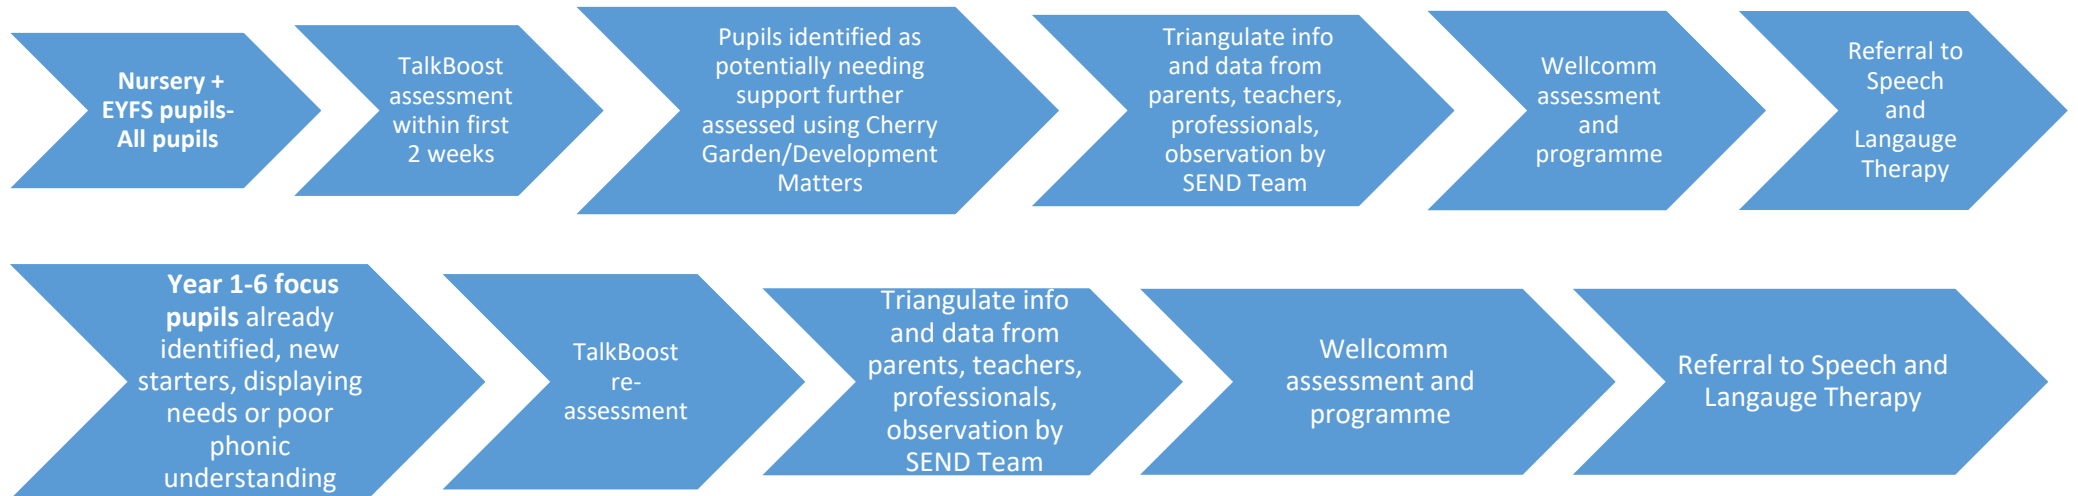 Nursery +
EYFS pupils-
All pupils
TalkBoost
assessment
within first
2 weeks
Pupils identified as
potentially needing
support further
assessed using Cherry
Garden/Development
Matters
Triangulate info
and data from
parents, teachers,
professionals,
observation by
SEND Team
Wellcomm
assessment
and
programme
Referral to
Speech
and
Langauge
Therapy
Year 1-6 focus
pupils already
identified, new
starters, displaying
needs or poor
phonic
understanding
TalkBoost
re-
assessment
Triangulate info
and data from
parents, teachers,
professionals,
observation by
SEND Team
Wellcomm
assessment and
programme
Referral to Speech and
Langauge Therapy